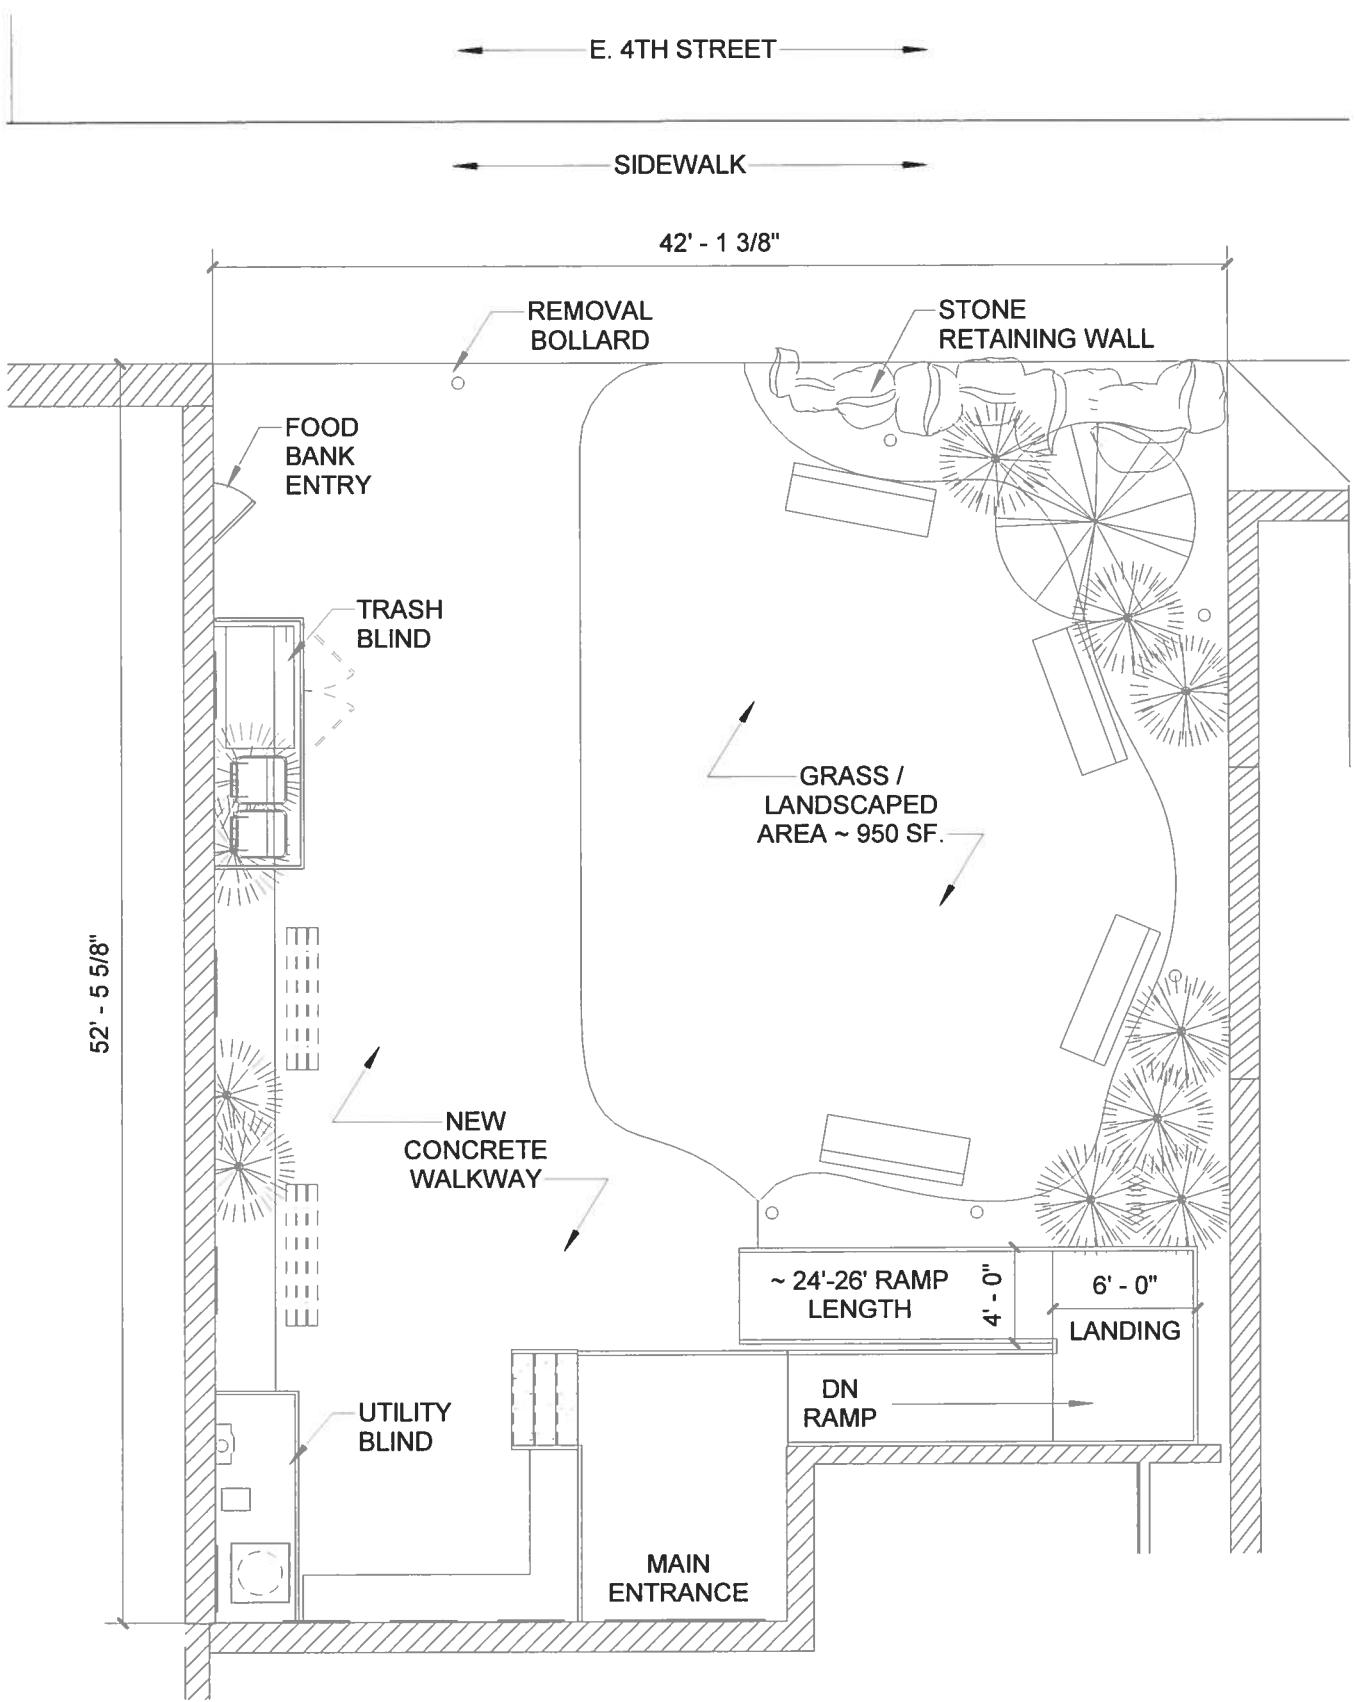 E. 4TH STREET
SIDEWALK
42' - 1 3/8"
REMOVAL
BOLLARD
STONE
RETAINING WALL
FOOD
BANK
ENTRY
TRASH
BLIND
GRASS /
LANDSCAPED
AREA ~ 950 SF.
52' - 5 5/8"
NEW
CONCRETE
WALKWAY
~ 24'-26' RAMP
LENGTH
4' - 0"
6' - 0"
LANDING
DN
RAMP
UTILITY
BLIND
MAIN
ENTRANCE